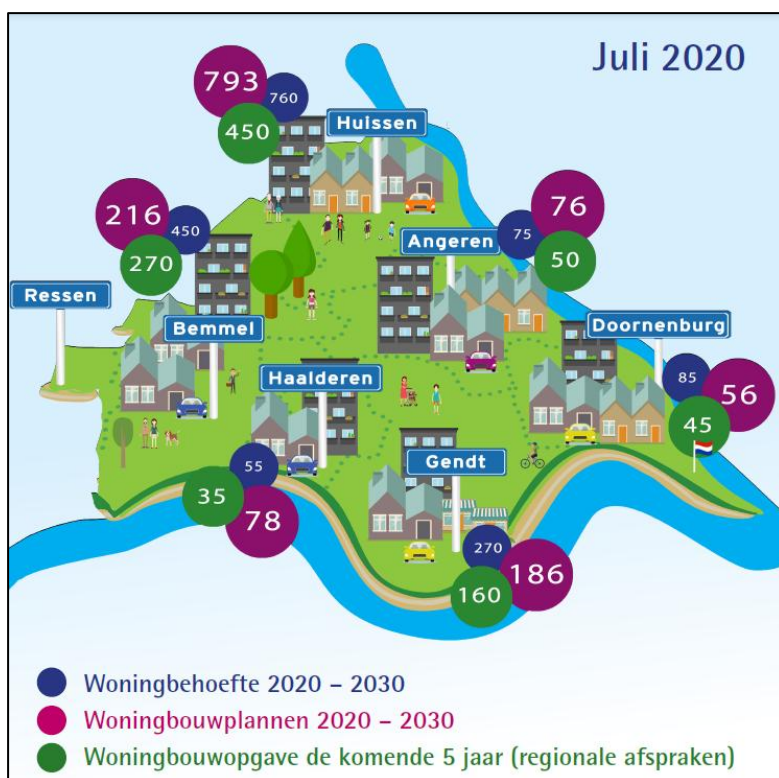 Juli 2020
793
760
450
Huissen
216
450
270
76
75
50
Angeren
Ressen
Bemmel
Doornenburg
Haalderen
85
56
45
Gendt
55
35
78
270
186
160
Woningbehoefte 2020 – 2030
Woningbouwplannen 2020 – 2030
Woningbouwopgave de komende 5 jaar (regionale afspraken)